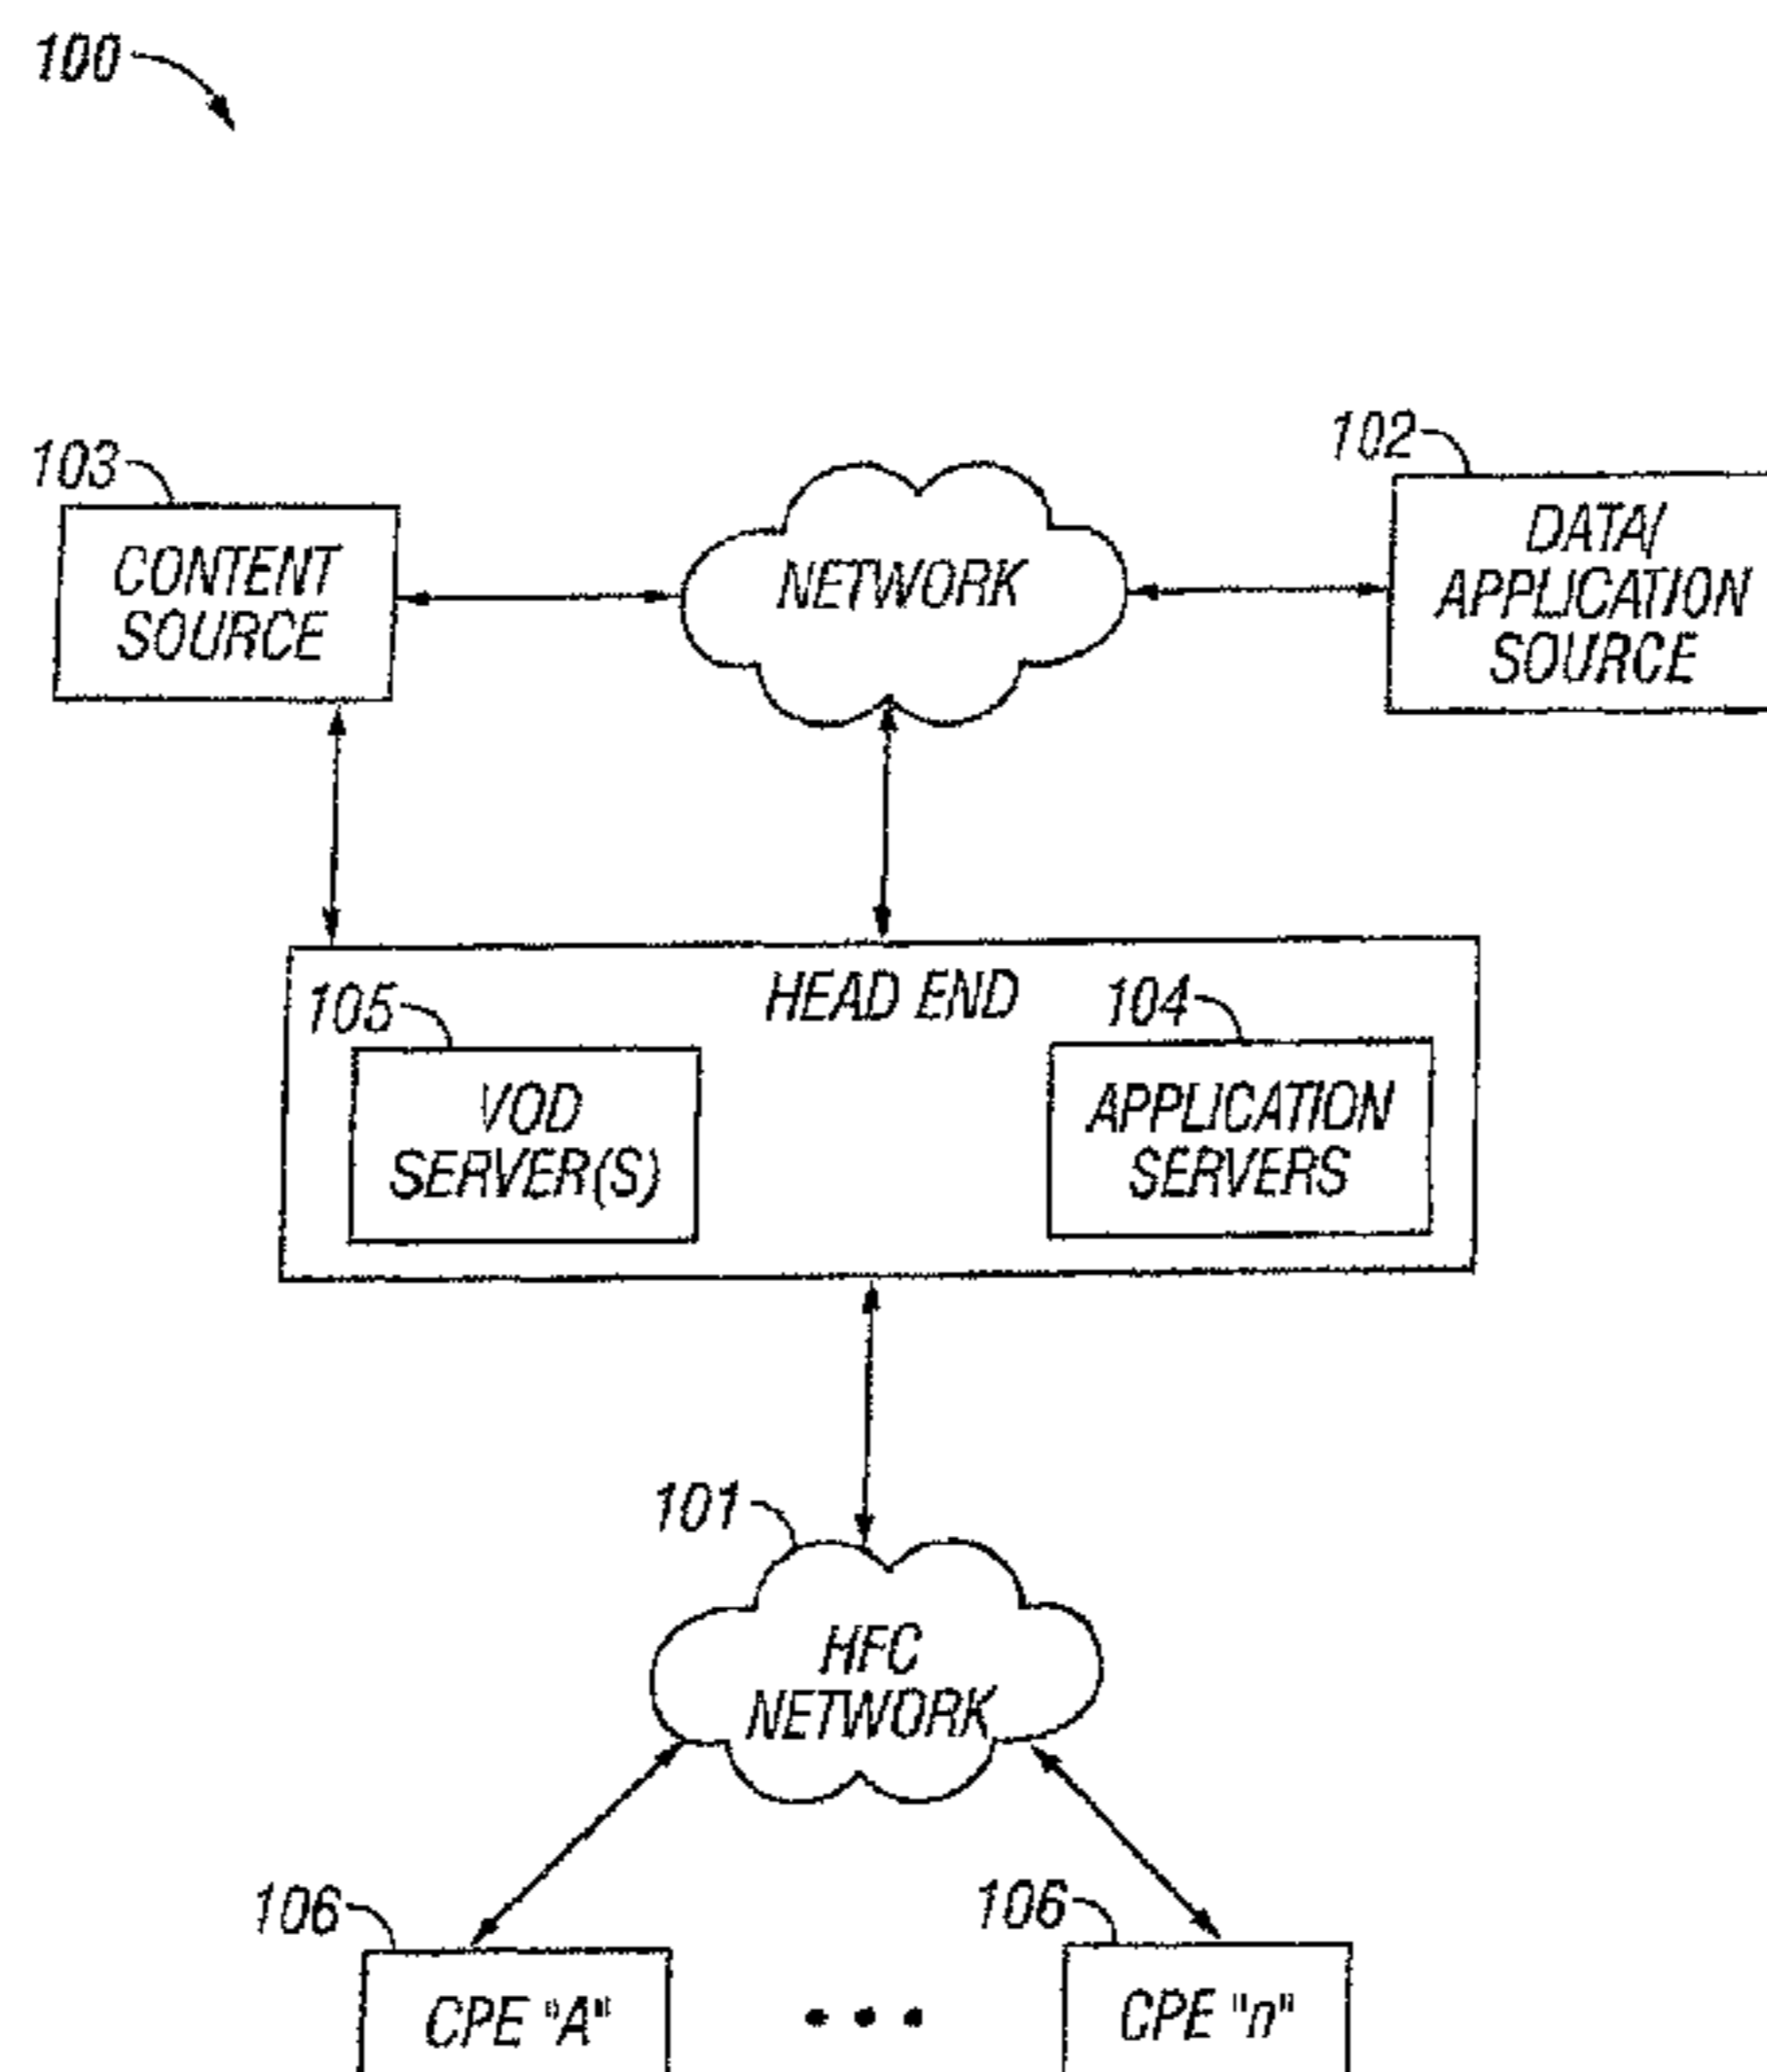 100
103
102
CONTENT
SOURCE
NETWORK
DATA/
APPLICATION
SOURCE
HEAD END
105
104
VOD
SERVER(S)
APPLICATION
SERVERS
101
HFC
NETWORK
106
106
CPE "A"
• • •
CPE "n"